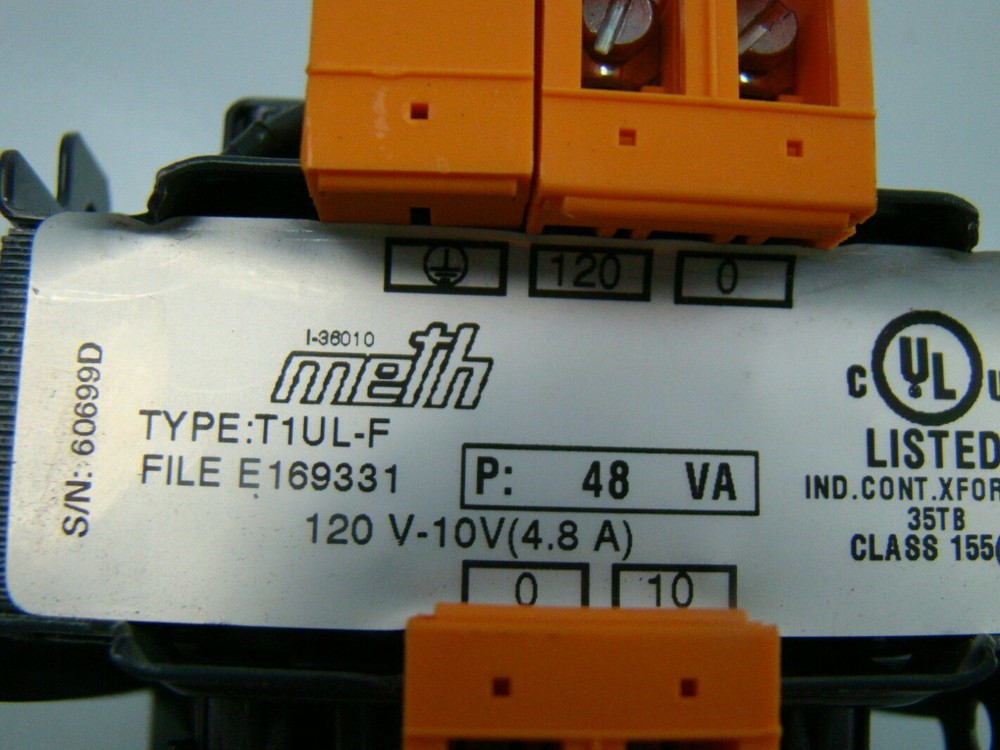 120 0
I-36010
meth
TYPE:T1UL-F
FILE E169331
P: 48 VA
120 V-10V(4.8 A)
0 10
S/N: 60699D
C UL
LISTED
IND.CONT.XFOR
35TB
CLASS 155